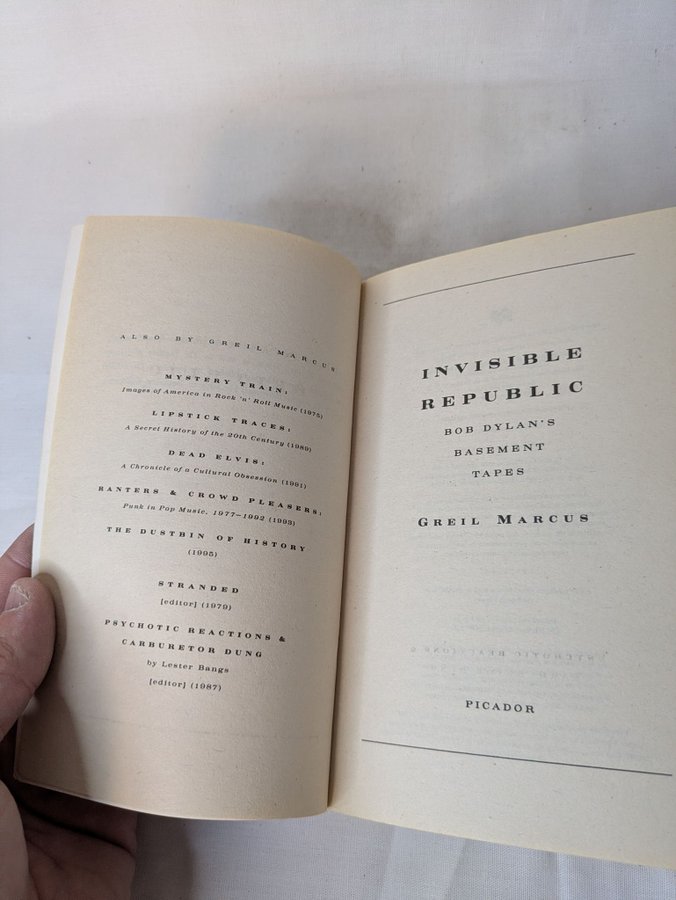 ALSO BY GREIL MARCUS
MYSTERY TRAIN:
Images of America in Rock 'n' Roll Music (1975)
LIPSTICK TRACES:
A Secret History of the 20th Century (1989)
DEAD ELVIS:
A Chronicle of a Cultural Obsession (1991)
RANTERS & CROWD PLEASERS:
Punk in Pop Music, 1977–1992 (1993)
THE DUSTBIN OF HISTORY
(1995)
STRANDED
[editor] (1979)
PSYCHOTIC REACTIONS &
CARBURETOR DUNG
by Lester Bangs
[editor] (1987)
INVISIBLE
REPUBLIC
BOB DYLAN'S
BASEMENT
TAPES
GREIL MARCUS
PICADOR